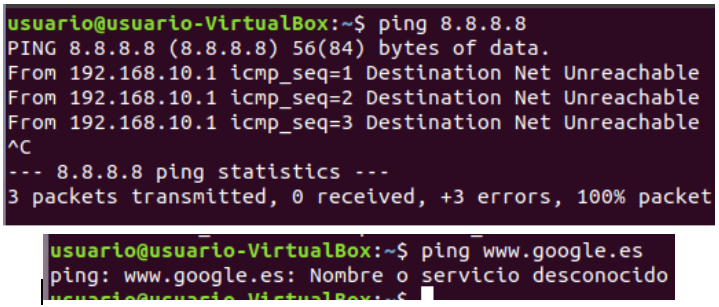 usuario@usuario-VirtualBox:~$ ping 8.8.8.8
PING 8.8.8.8 (8.8.8.8) 56(84) bytes of data.
From 192.168.10.1 icmp_seq=1 Destination Net Unreachable
From 192.168.10.1 icmp_seq=2 Destination Net Unreachable
From 192.168.10.1 icmp_seq=3 Destination Net Unreachable
^C
--- 8.8.8.8 ping statistics ---
3 packets transmitted, 0 received, +3 errors, 100% packet
usuario@usuario-VirtualBox:~$ ping www.google.es
ping: www.google.es: Nombre o servicio desconocido
usuario@usuario-VirtualBox:~$